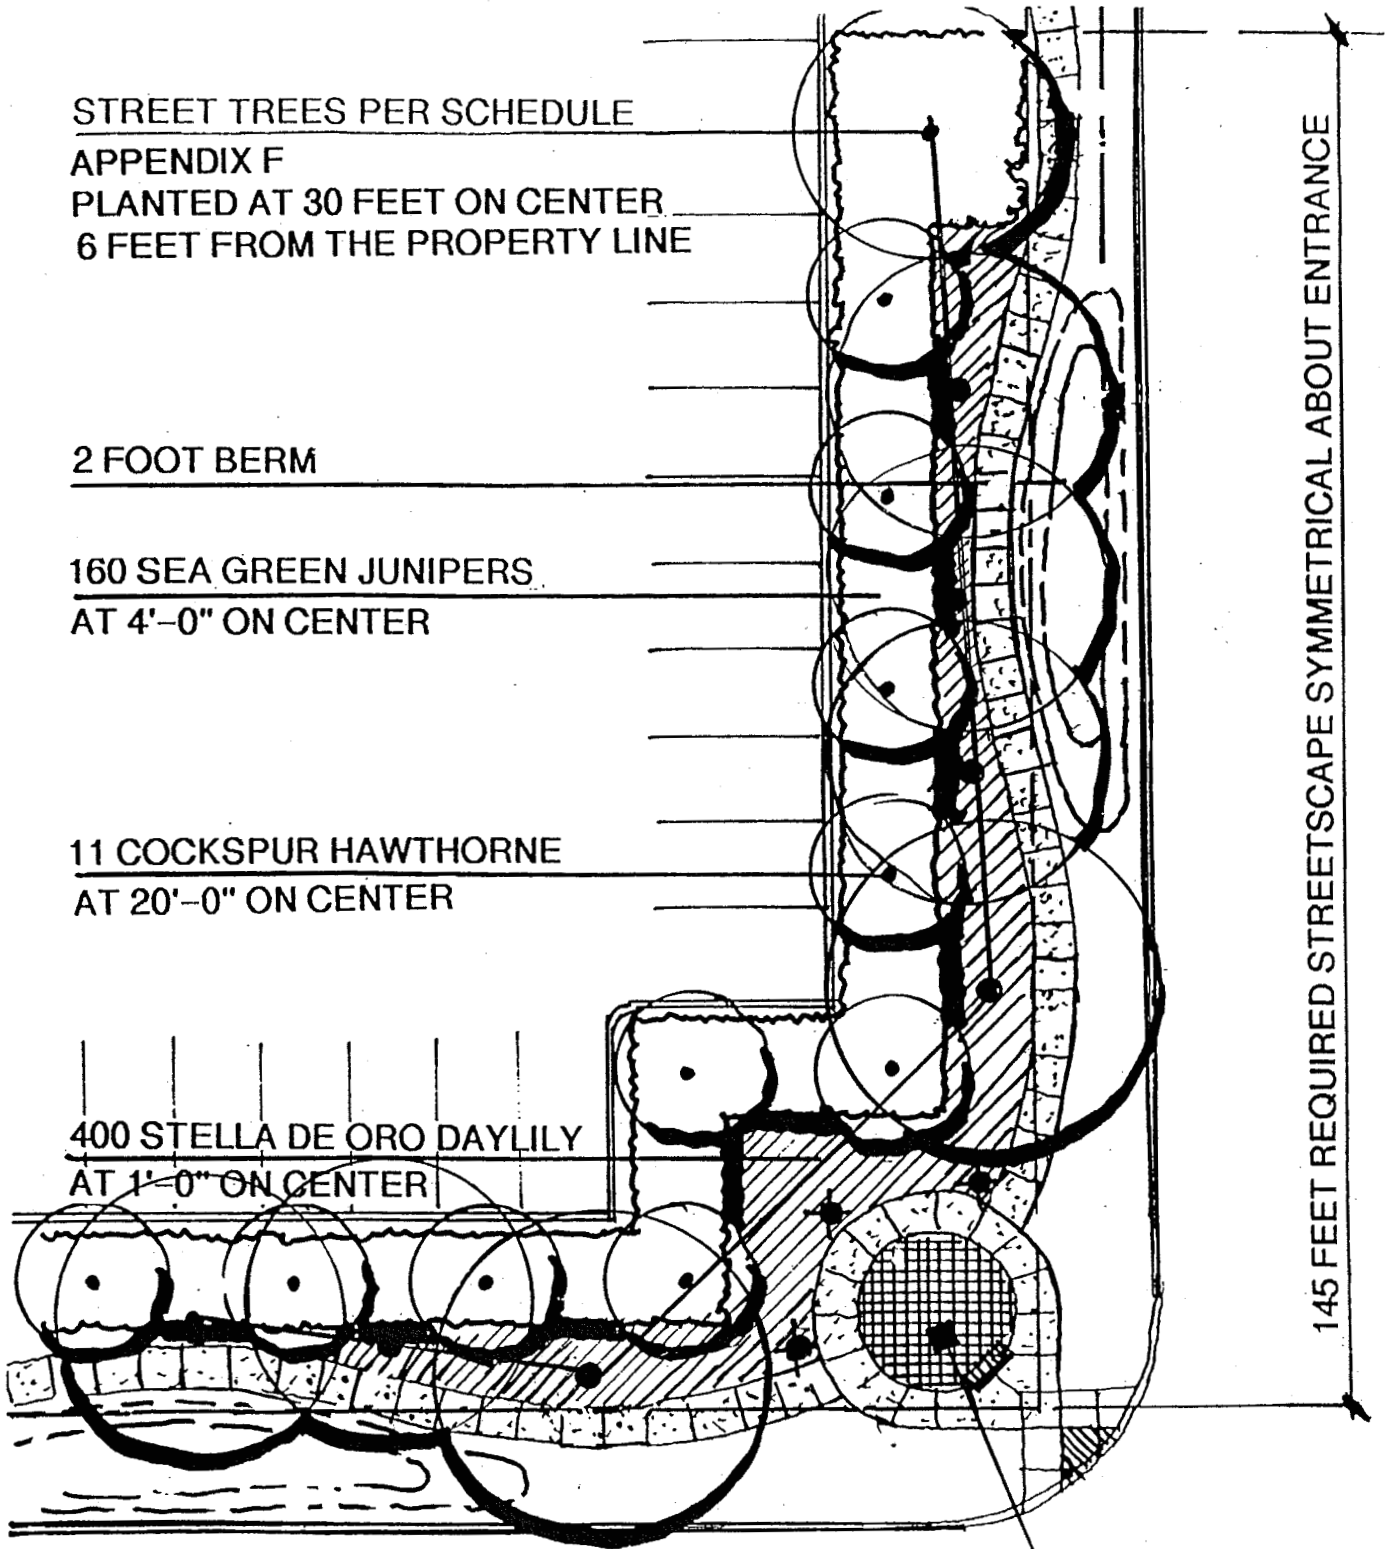 STREET TREES PER SCHEDULE
APPENDIX F
PLANTED AT 30 FEET ON CENTER
6 FEET FROM THE PROPERTY LINE
2 FOOT BERM
160 SEA GREEN JUNIPERS
AT 4'-0" ON CENTER
11 COCKSPUR HAWTHORNE
AT 20'-0" ON CENTER
400 STELLA DE ORO DAYLILY
AT 1'-0" ON CENTER
145 FEET REQUIRED STREETSCAPE SYMMETRICAL ABOUT ENTRANCE